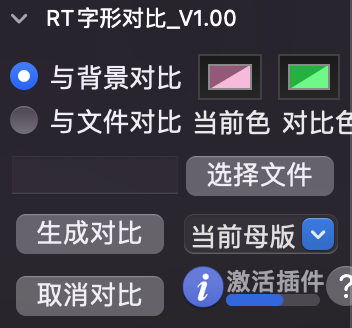 RT字形对比_V1.00
与背景对比
与文件对比 当前色 对比色
选择文件
生成对比 当前母版
取消对比 激活插件 ?